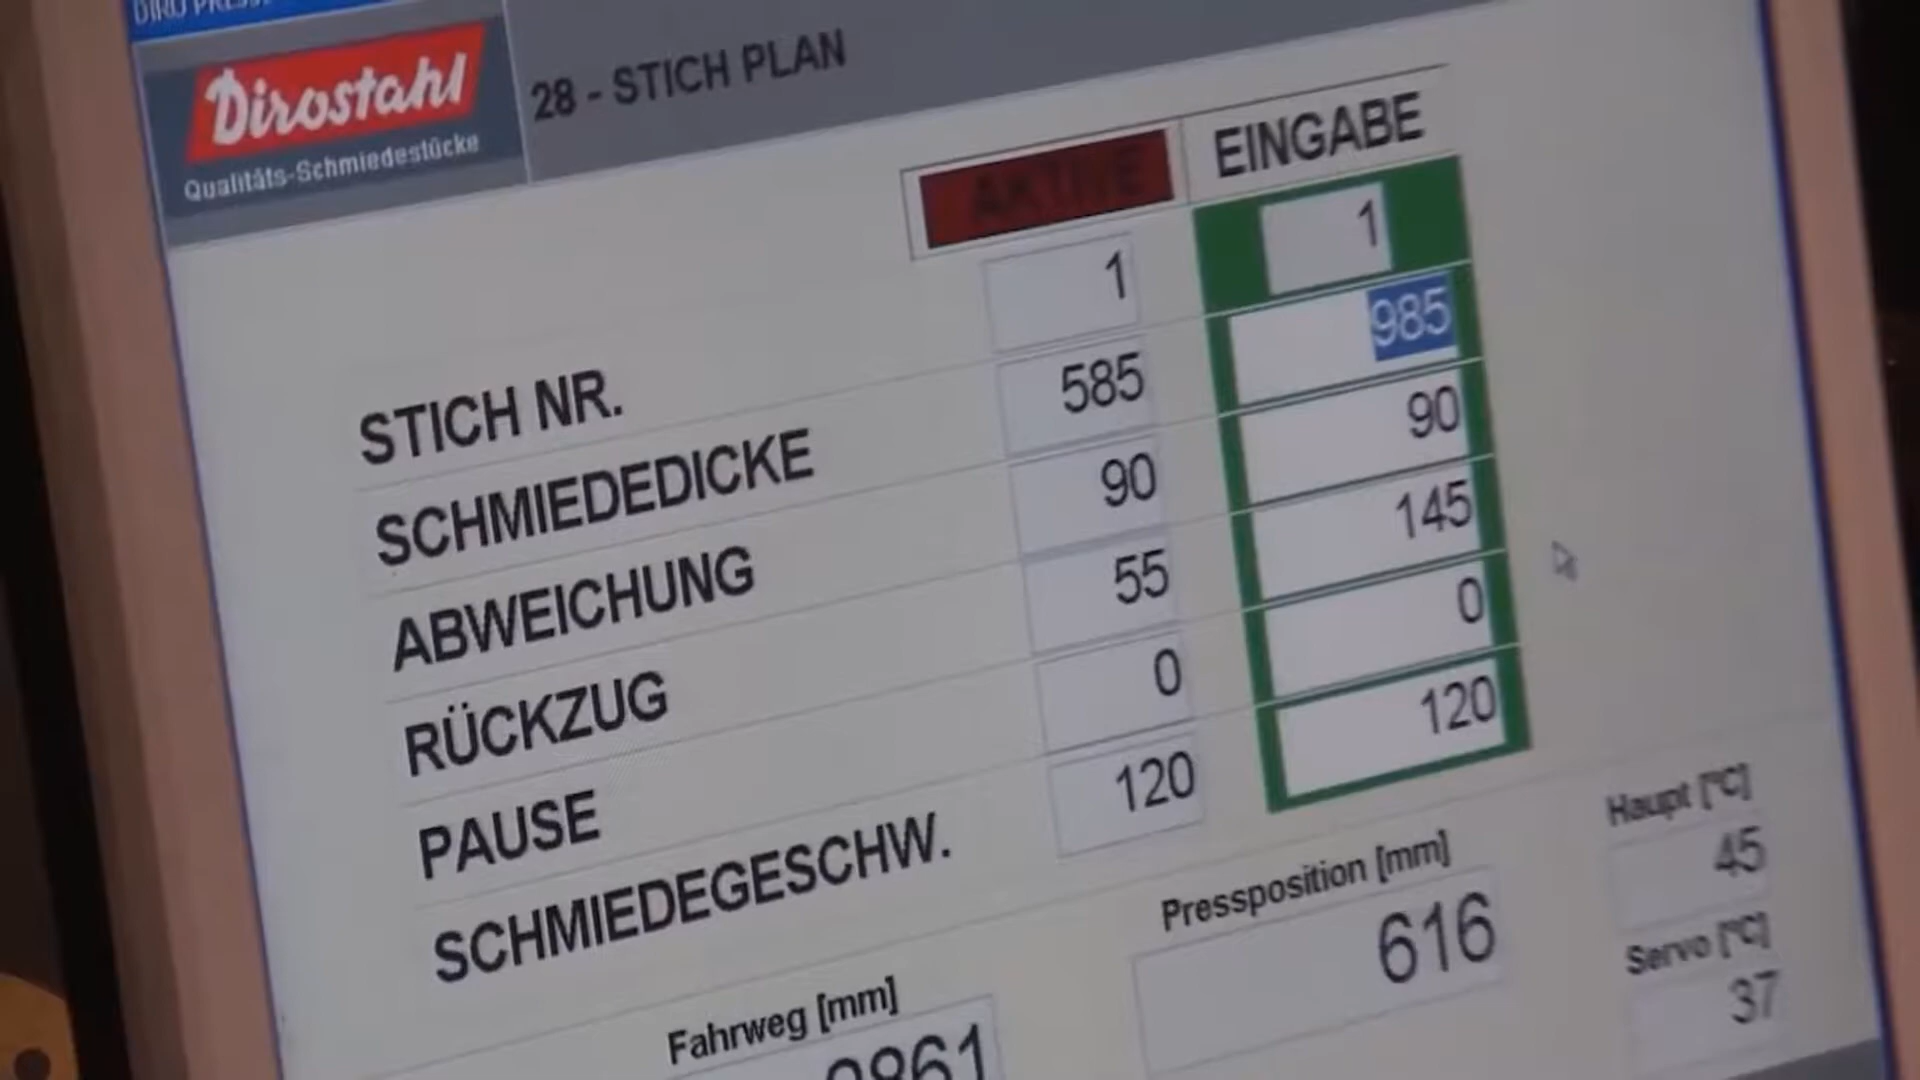 Dirostahl
Qualitäts-Schmiedestücke
28 - STICH PLAN
AKTIVE EINGABE
STICH NR. 1 1
SCHMIEDEDICKE 585 985
ABWEICHUNG 90 90
RÜCKZUG 55 145
PAUSE 0 0
SCHMIEDEGESCHW. 120 120
Haupt [°C]
45
Pressposition [mm]
616
Servo [°C]
37
Fahrweg [mm]